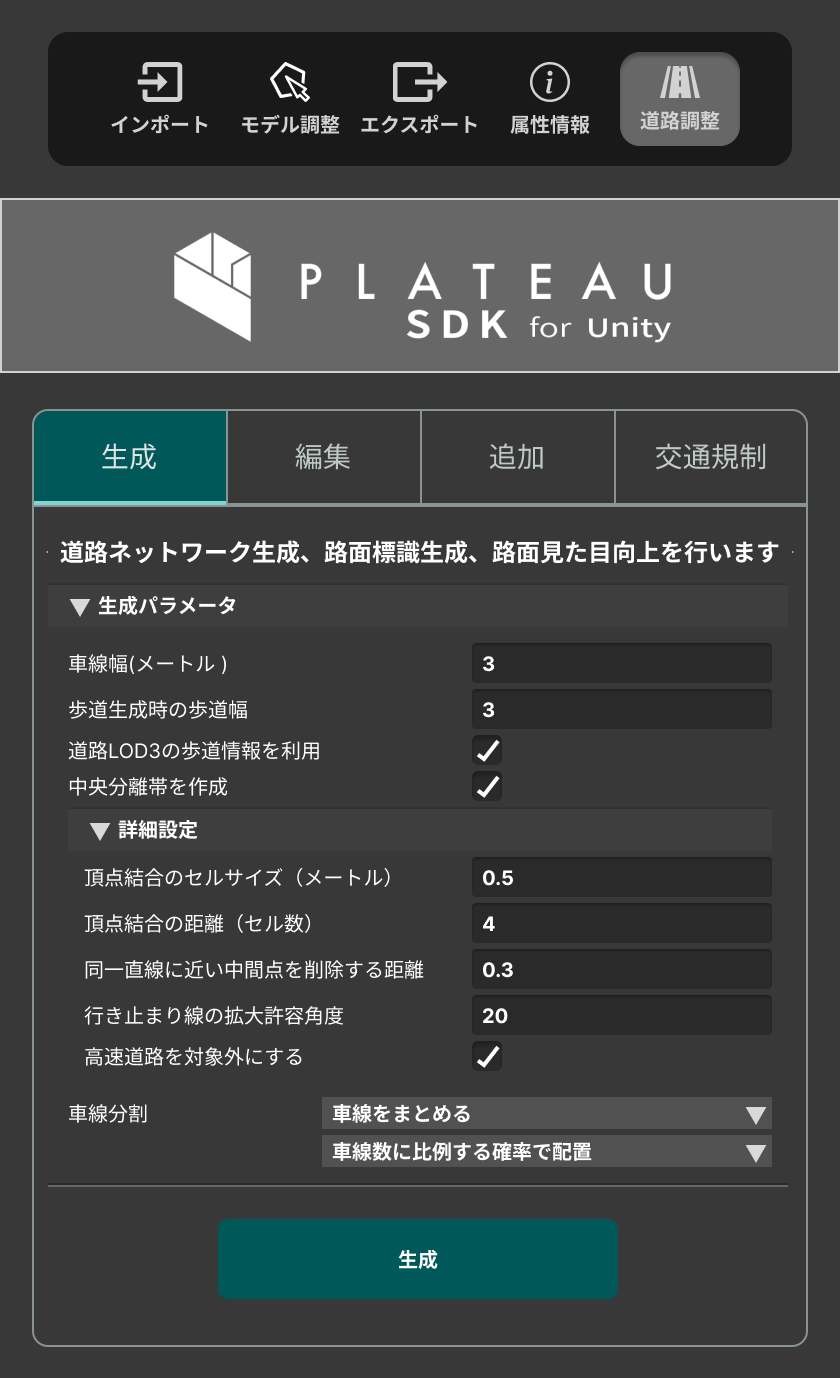 インポート
モデル調整
エクスポート
属性情報
道路調整
PLATEAU
SDK for Unity
生成
編集
追加
交通規制
道路ネットワーク生成、路面標識生成、路面見た目向上を行います
▼ 生成パラメータ
車線幅(メートル )
3
歩道生成時の歩道幅
3
道路LOD3の歩道情報を利用
中央分離帯を作成
▼ 詳細設定
頂点結合のセルサイズ（メートル）
0.5
頂点結合の距離（セル数）
4
同一直線に近い中間点を削除する距離
0.3
行き止まり線の拡大許容角度
20
高速道路を対象外にする
車線分割
車線をまとめる
車線数に比例する確率で配置
生成